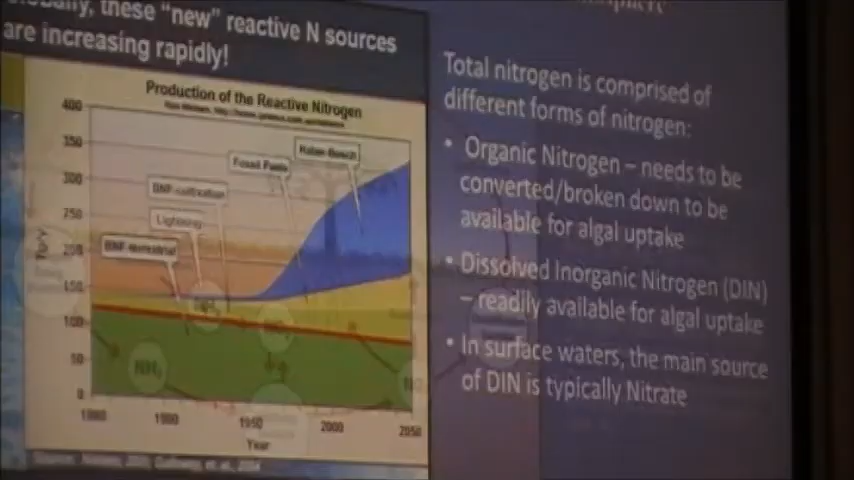 these "new" reactive N sources
are increasing rapidly!
Production of the Reactive Nitrogen
400
350
300
250
200
150
100
50
0
Haber-Bosch
Fossil Fuels
BNF-cultivation
Lightning
BNF-terrestrial
NH3
1900
1950
2000
2050
Year
Total nitrogen is comprised of
different forms of nitrogen:
• Organic Nitrogen – needs to be
converted/broken down to be
available for algal uptake
• Dissolved Inorganic Nitrogen (DIN)
– readily available for algal uptake
• In surface waters, the main source
of DIN is typically Nitrate